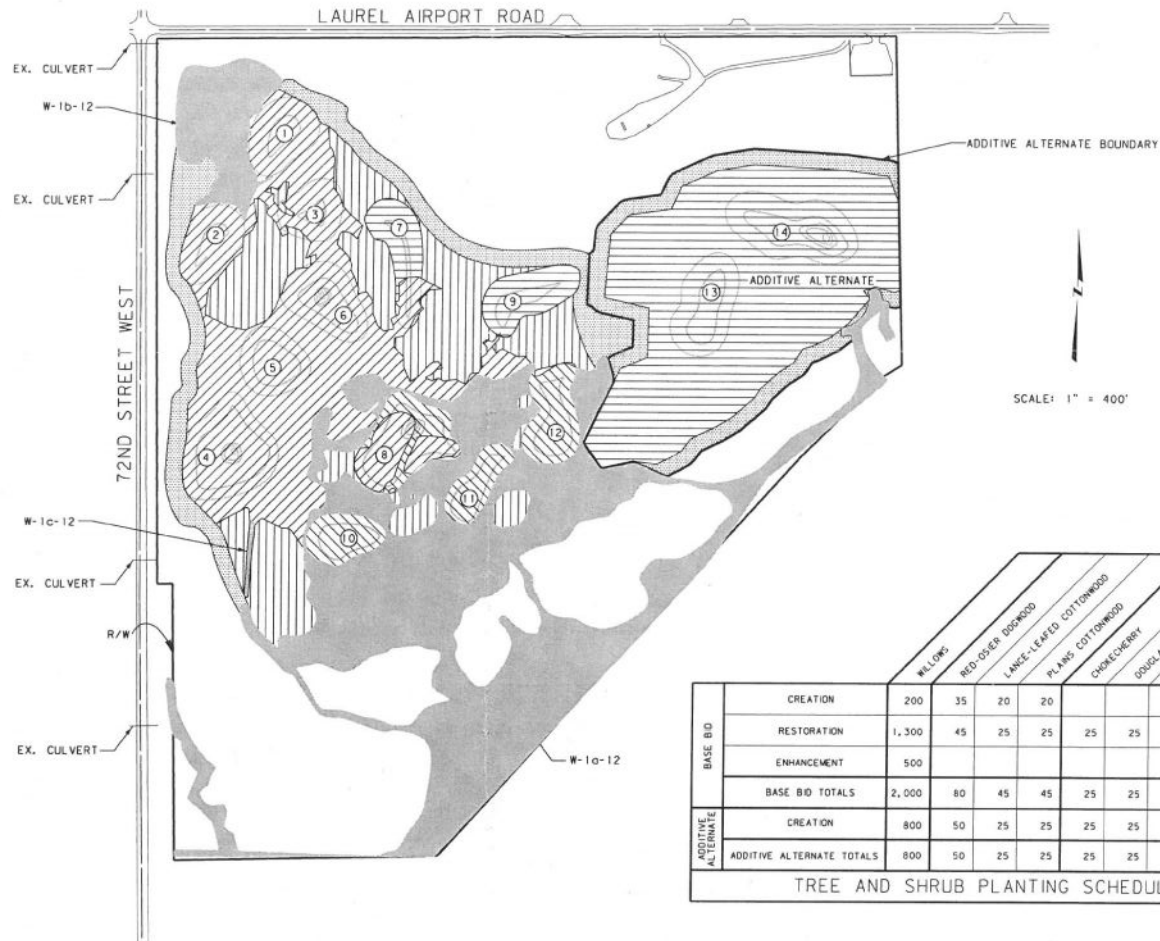 LAUREL AIRPORT ROAD
EX. CULVERT
W-1b-12
ADDITIVE ALTERNATE BOUNDARY
EX. CULVERT
1
2
3
7
14
ADDITIVE ALTERNATE
13
9
6
5
Z
SCALE: 1" = 400'
72ND STREET WEST
4
8
12
11
10
W-1c-12
EX. CULVERT
R/W
EX. CULVERT
W-1a-12
WILLOWS RED-OSIER DOGWOOD LANCE-LEAFED COTTONWOOD PLAINS COTTONWOOD CHOKECHERRY
BASE BID
CREATION 200 35 20 20
RESTORATION 1,300 45 25 25 25 25
ENHANCEMENT 500
BASE BID TOTALS 2,000 80 45 45 25 25
ADDITIVE
ALTERNATE
CREATION 800 50 25 25 25 25
ADDITIVE ALTERNATE TOTALS 800 50 25 25 25 25
TREE AND SHRUB PLANTING SCHEDUL